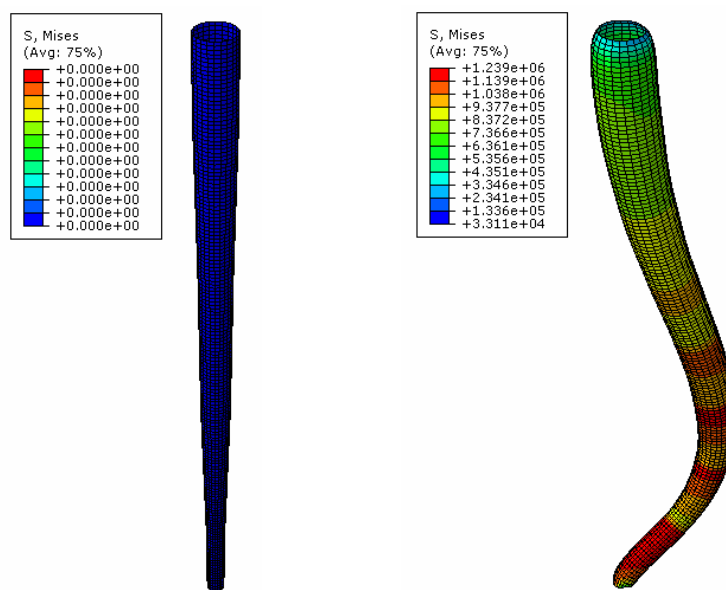 S, Mises
(Avg: 75%)
+0.000e+00
+0.000e+00
+0.000e+00
+0.000e+00
+0.000e+00
+0.000e+00
+0.000e+00
+0.000e+00
+0.000e+00
+0.000e+00
+0.000e+00
+0.000e+00
+0.000e+00
S, Mises
(Avg: 75%)
+1.239e+06
+1.139e+06
+1.038e+06
+9.377e+05
+8.372e+05
+7.366e+05
+6.361e+05
+5.356e+05
+4.351e+05
+3.346e+05
+2.341e+05
+1.336e+05
+3.311e+04